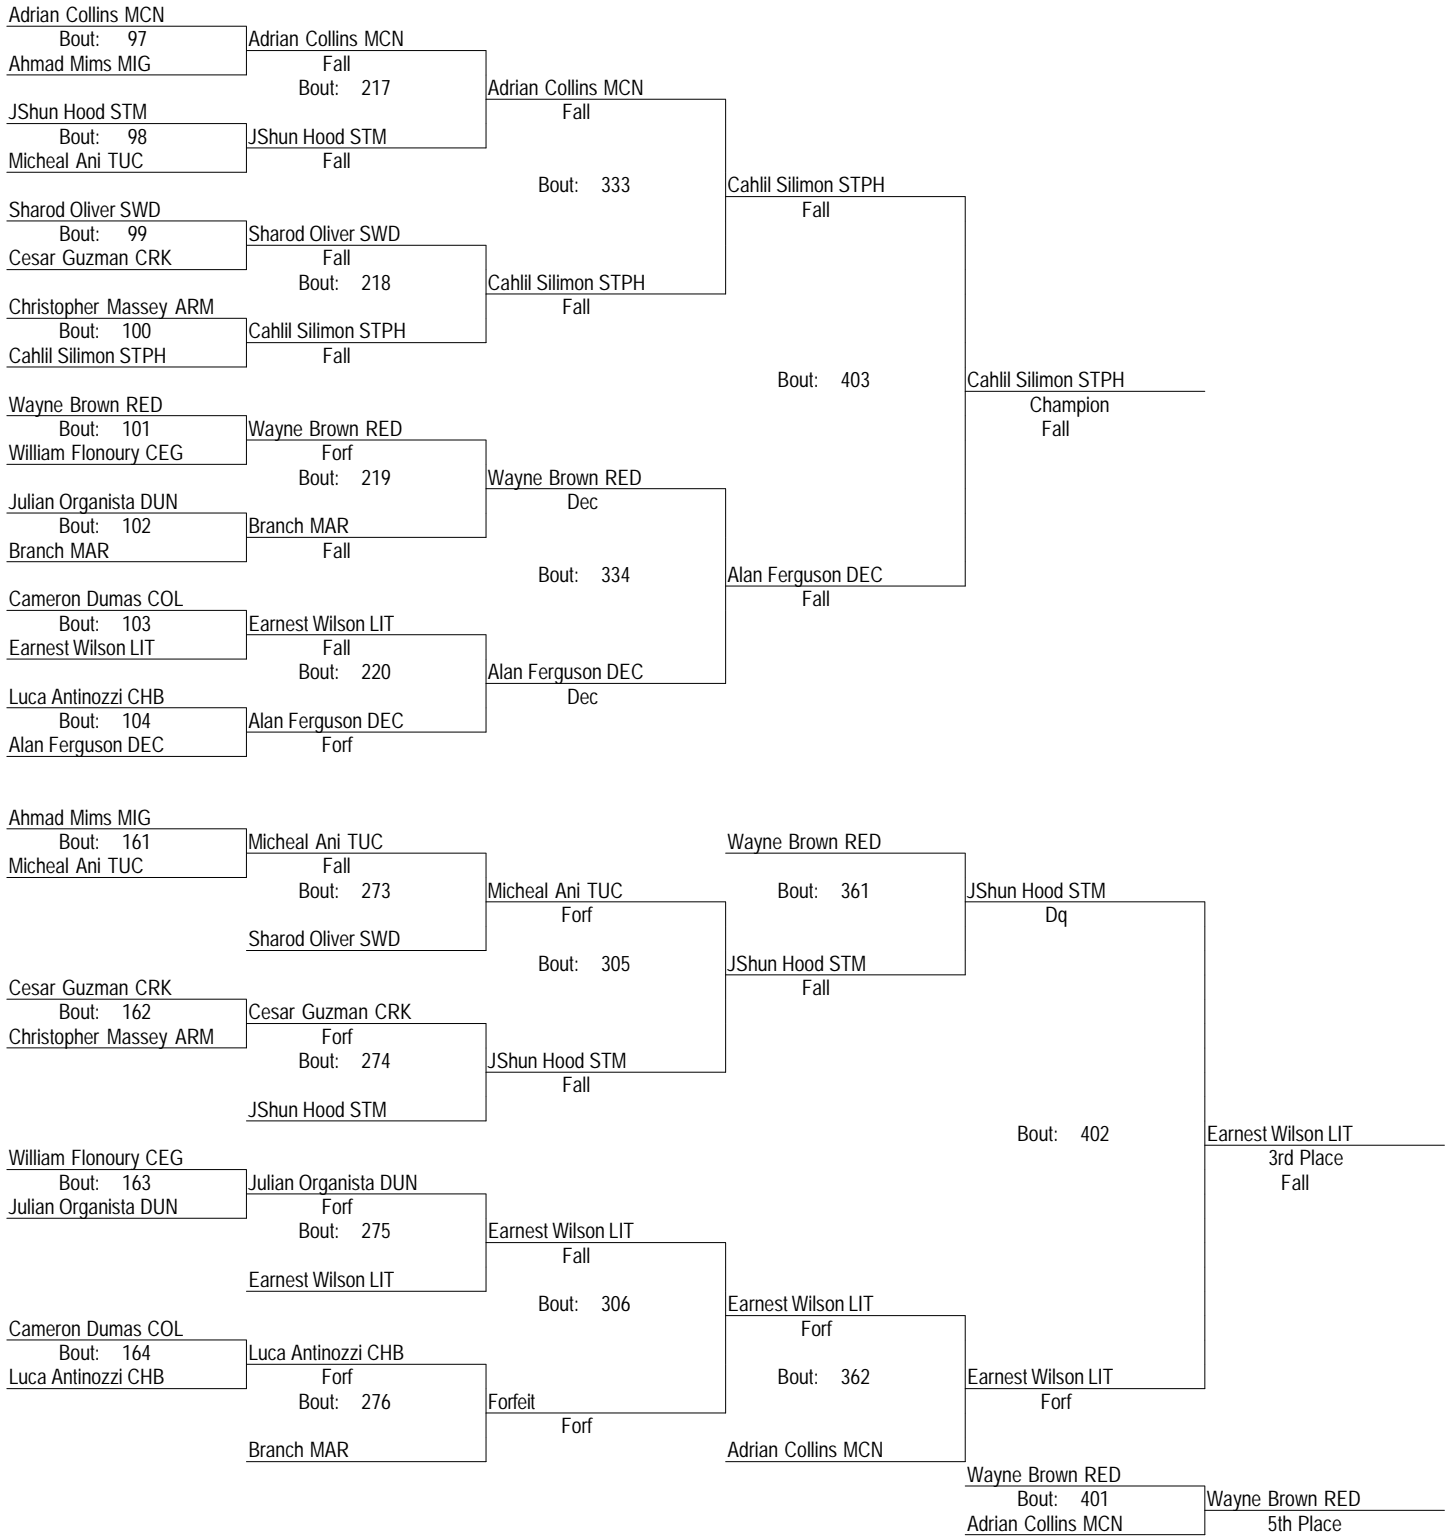 Adrian Collins MCN
Bout: 97
Adrian Collins MCN
Ahmad Mims MIG
Fall
Bout: 217
Adrian Collins MCN
JShun Hood STM
Fall
Bout: 98
JShun Hood STM
Micheal Ani TUC
Fall
Bout: 333
Cahlil Silimon STPH
Sharod Oliver SWD
Fall
Bout: 99
Sharod Oliver SWD
Cesar Guzman CRK
Fall
Bout: 218
Cahlil Silimon STPH
Christopher Massey ARM
Fall
Bout: 100
Cahlil Silimon STPH
Cahlil Silimon STPH
Fall
Bout: 403
Cahlil Silimon STPH
Wayne Brown RED
Champion
Bout: 101
Wayne Brown RED
Fall
William Flonoury CEG
Forf
Bout: 219
Wayne Brown RED
Julian Organista DUN
Dec
Bout: 102
Branch MAR
Branch MAR
Fall
Bout: 334
Alan Ferguson DEC
Cameron Dumas COL
Fall
Bout: 103
Earnest Wilson LIT
Earnest Wilson LIT
Fall
Bout: 220
Alan Ferguson DEC
Luca Antinozzi CHB
Dec
Bout: 104
Alan Ferguson DEC
Alan Ferguson DEC
Forf
Ahmad Mims MIG
Bout: 161
Micheal Ani TUC
Wayne Brown RED
Micheal Ani TUC
Fall
Bout: 273
Micheal Ani TUC
Bout: 361
JShun Hood STM
Forf
Dq
Sharod Oliver SWD
Bout: 305
JShun Hood STM
Cesar Guzman CRK
Fall
Bout: 162
Cesar Guzman CRK
Christopher Massey ARM
Forf
Bout: 274
JShun Hood STM
Fall
JShun Hood STM
Bout: 402
Earnest Wilson LIT
William Flonoury CEG
3rd Place
Bout: 163
Julian Organista DUN
Fall
Julian Organista DUN
Forf
Bout: 275
Earnest Wilson LIT
Fall
Earnest Wilson LIT
Bout: 306
Earnest Wilson LIT
Cameron Dumas COL
Forf
Bout: 164
Luca Antinozzi CHB
Luca Antinozzi CHB
Forf
Bout: 362
Earnest Wilson LIT
Bout: 276
Forfeit
Forf
Forf
Branch MAR
Adrian Collins MCN
Wayne Brown RED
Bout: 401
Wayne Brown RED
Adrian Collins MCN
5th Place